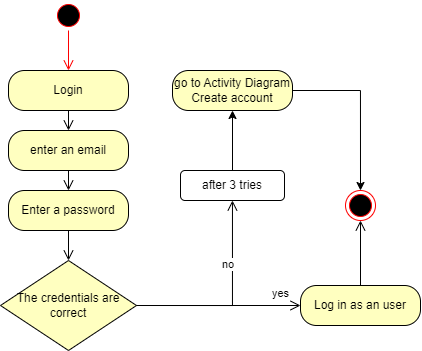 Login
enter an email
Enter a password
The credentials are
correct
go to Activity Diagram
Create account
after 3 tries
no
yes
Log in as an user